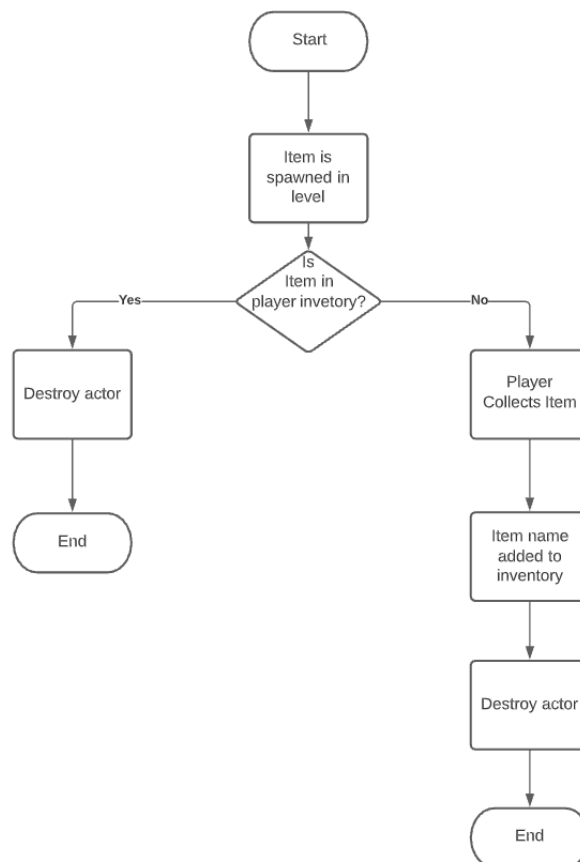 Start
Item is
spawned in
level
Is
Item in
player invetory?
Yes
No
Destroy actor
Player
Collects Item
End
Item name
added to
inventory
Destroy actor
End